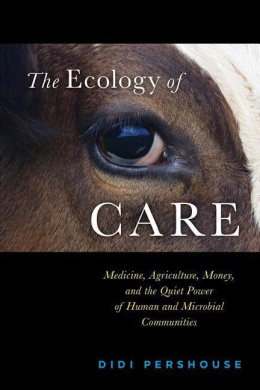 The Ecology of
CARE
Medicine, Agriculture, Money,
and the Quiet Power
of Human and Microbial
Communities
DIDI PERSHOUSE